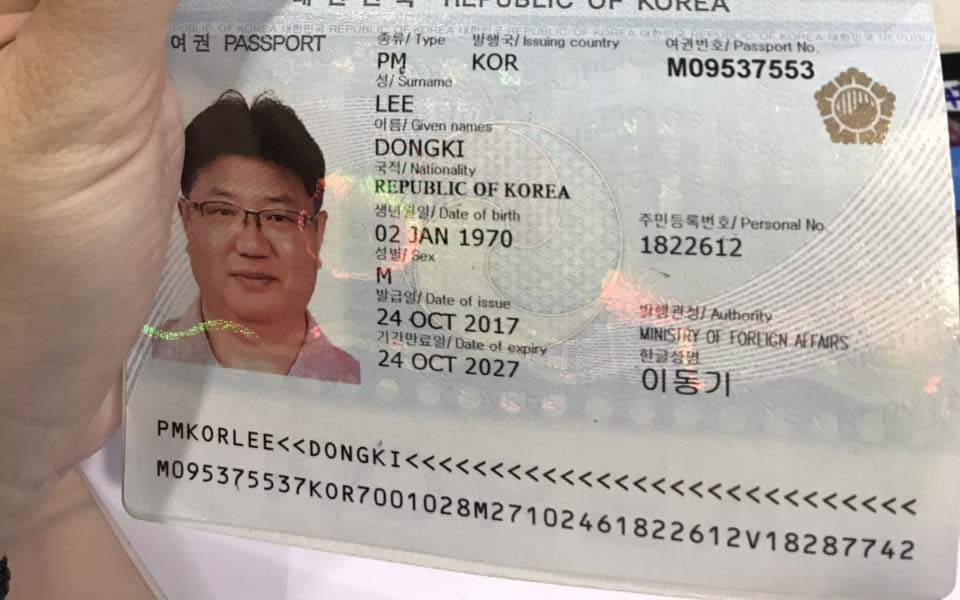 대한민국 REPUBLIC OF KOREA
여권 PASSPORT
종류/ Type 발행국/ Issuing country 여권번호/ Passport No.
PM KOR M09537553
성/ Surname
LEE
이름/ Given names
DONGKI
국적/ Nationality
REPUBLIC OF KOREA
생년월일/ Date of birth 주민등록번호/ Personal No.
02 JAN 1970 1822612
성별/ Sex
M
발급일/ Date of issue 발행관청/ Authority
24 OCT 2017 MINISTRY OF FOREIGN AFFAIRS
기간만료일/ Date of expiry 한글성명
24 OCT 2027 이동기
PMKORLEE<<DONGKI<<<<<<<<<<<<<<<<<<<<<<<<<<<<
M095375537KOR7001028M27102461822612V18287742